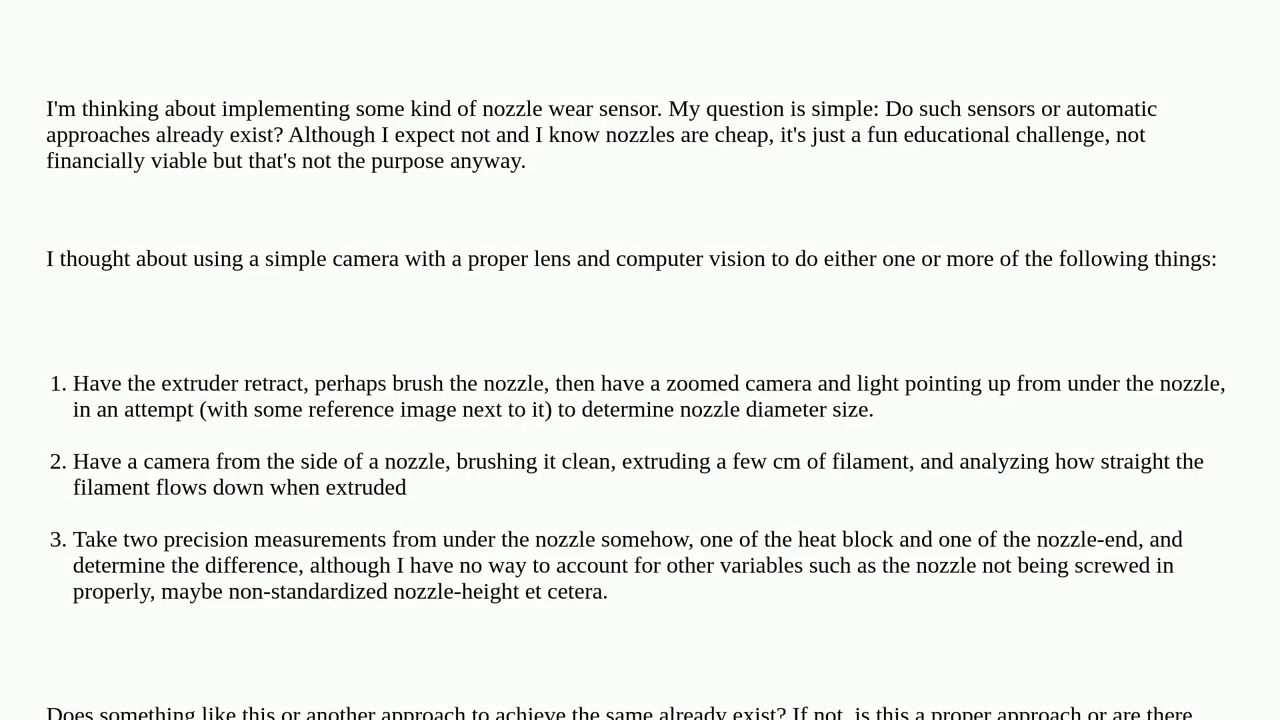 I'm thinking about implementing some kind of nozzle wear sensor. My question is simple: Do such sensors or automatic
approaches already exist? Although I expect not and I know nozzles are cheap, it's just a fun educational challenge, not
financially viable but that's not the purpose anyway.
I thought about using a simple camera with a proper lens and computer vision to do either one or more of the following things:
1. Have the extruder retract, perhaps brush the nozzle, then have a zoomed camera and light pointing up from under the nozzle,
in an attempt (with some reference image next to it) to determine nozzle diameter size.
2. Have a camera from the side of a nozzle, brushing it clean, extruding a few cm of filament, and analyzing how straight the
filament flows down when extruded
3. Take two precision measurements from under the nozzle somehow, one of the heat block and one of the nozzle-end, and
determine the difference, although I have no way to account for other variables such as the nozzle not being screwed in
properly, maybe non-standardized nozzle-height et cetera.
Does something like this or another approach to achieve the same already exist? If not, is this a proper approach or are there